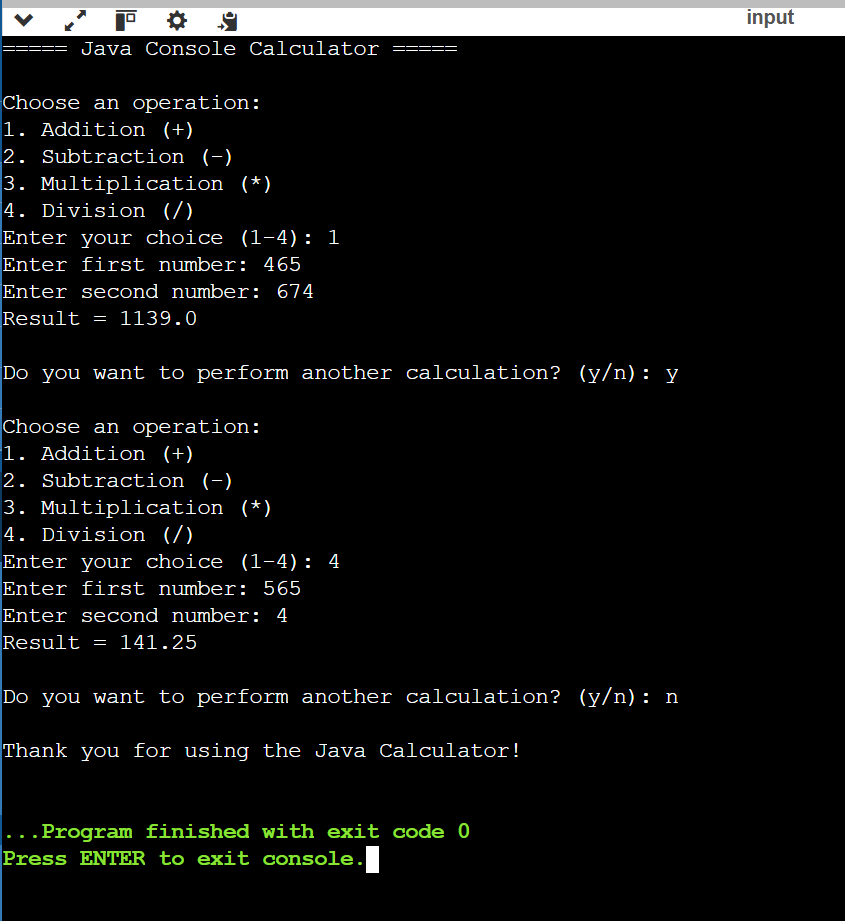 input
===== Java Console Calculator =====
Choose an operation:
1. Addition (+)
2. Subtraction (-)
3. Multiplication (*)
4. Division (/)
Enter your choice (1-4): 1
Enter first number: 465
Enter second number: 674
Result = 1139.0
Do you want to perform another calculation? (y/n): y
Choose an operation:
1. Addition (+)
2. Subtraction (-)
3. Multiplication (*)
4. Division (/)
Enter your choice (1-4): 4
Enter first number: 565
Enter second number: 4
Result = 141.25
Do you want to perform another calculation? (y/n): n
Thank you for using the Java Calculator!
...Program finished with exit code 0
Press ENTER to exit console.